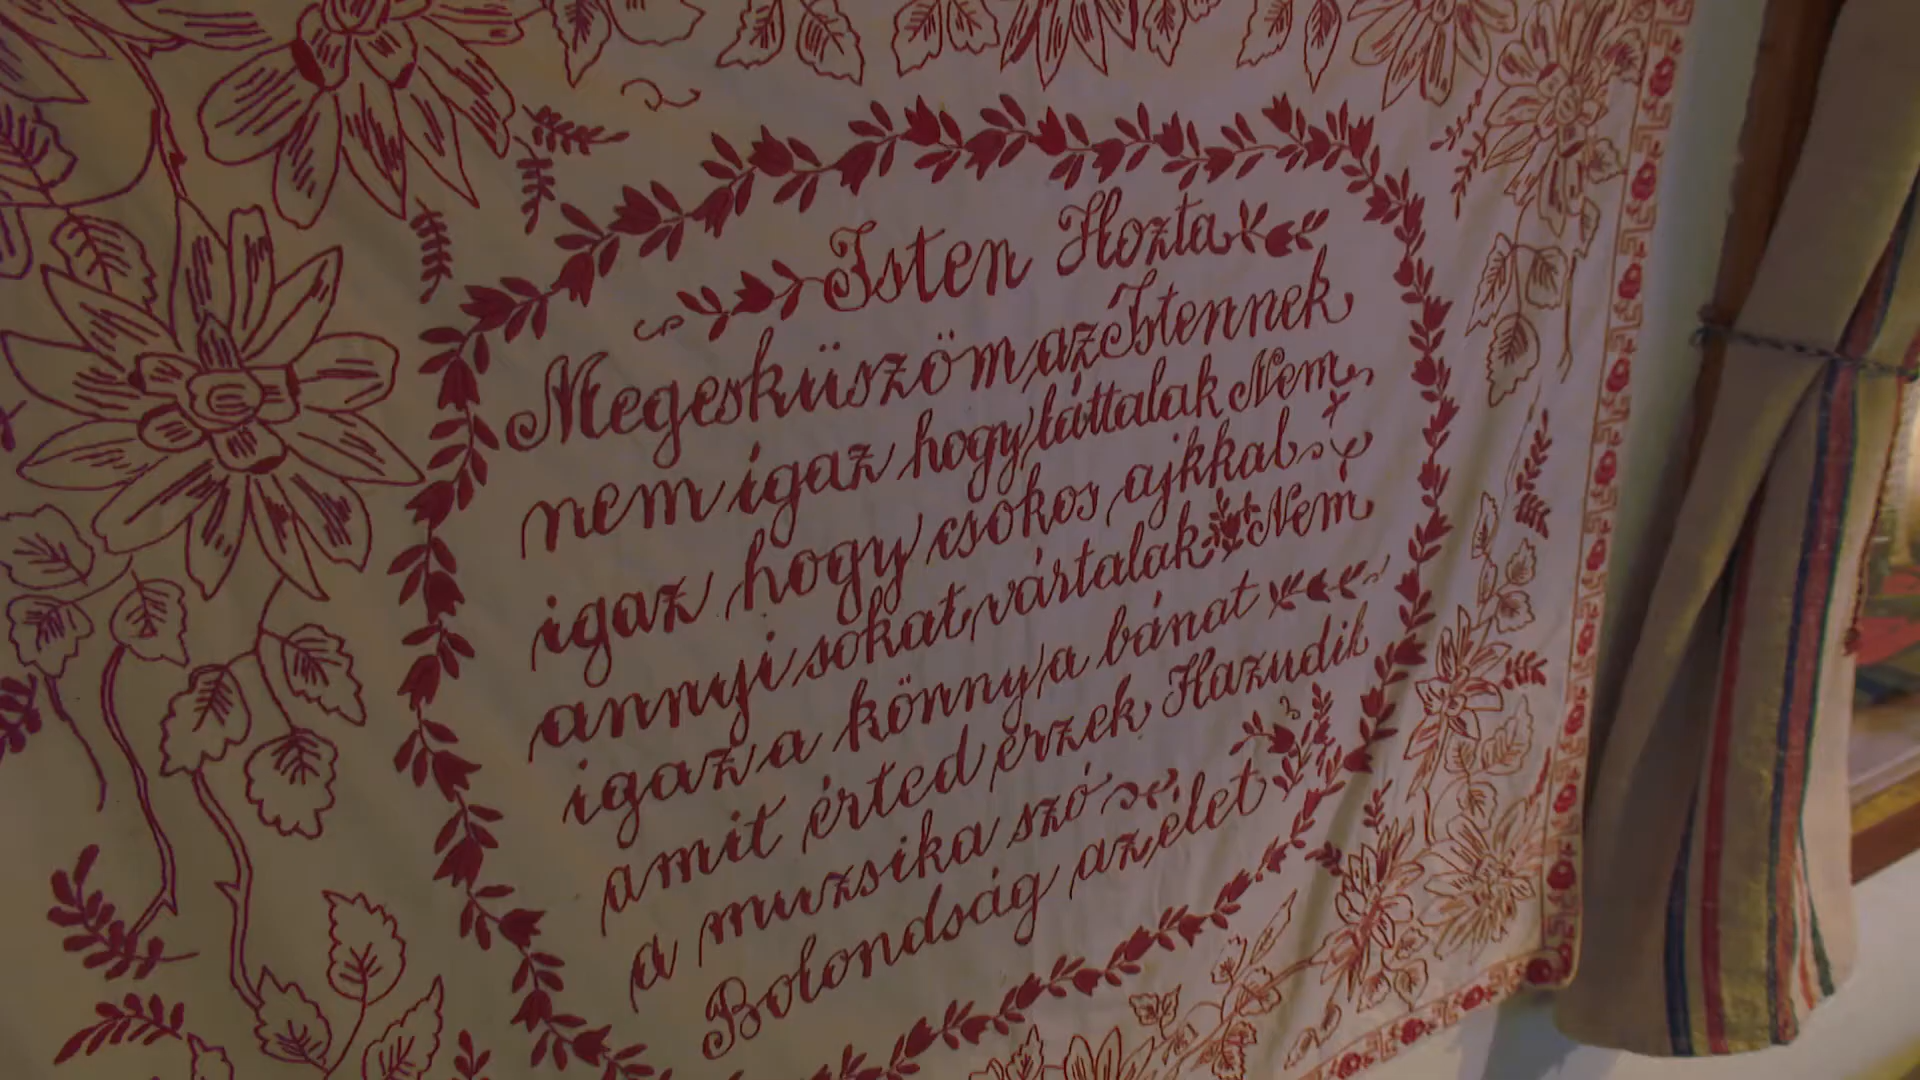 Isten Hozta
Megesküszöm az Istennek
nem igaz hogy láttalak Nem
igaz hogy csókos ajkkal
annyi sokat vártalak Nem
igaz a könny a bánat
amit érted érzek Hazudik
a muzsika szó
Bolondság az élet